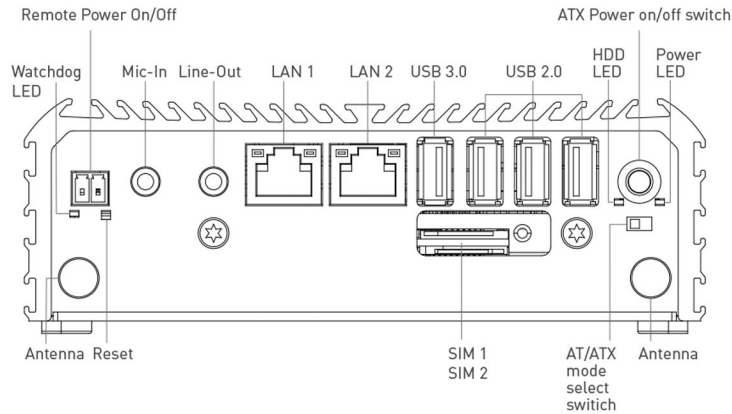 Remote Power On/Off
ATX Power on/off switch
Watchdog
LED
Mic-In
Line-Out
LAN 1
LAN 2
USB 3.0
USB 2.0
HDD
LED
Power
LED
Antenna
Reset
SIM 1
SIM 2
AT/ATX
mode
select
switich
Antenna